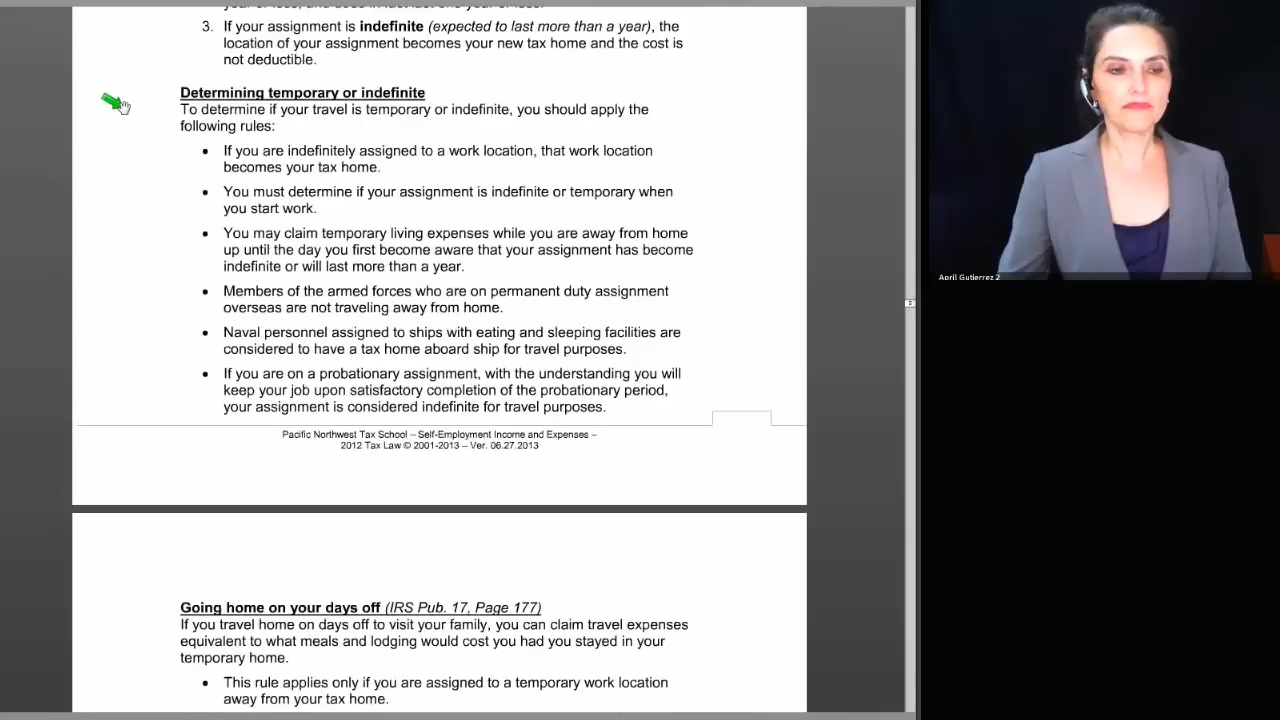 year or less, and does in fact last one year or less.
3. If your assignment is indefinite (expected to last more than a year), the
location of your assignment becomes your new tax home and the cost is
not deductible.
Determining temporary or indefinite
To determine if your travel is temporary or indefinite, you should apply the
following rules:
• If you are indefinitely assigned to a work location, that work location
becomes your tax home.
• You must determine if your assignment is indefinite or temporary when
you start work.
• You may claim temporary living expenses while you are away from home
up until the day you first become aware that your assignment has become
indefinite or will last more than a year.
• Members of the armed forces who are on permanent duty assignment
overseas are not traveling away from home.
• Naval personnel assigned to ships with eating and sleeping facilities are
considered to have a tax home aboard ship for travel purposes.
• If you are on a probationary assignment, with the understanding you will
keep your job upon satisfactory completion of the probationary period,
your assignment is considered indefinite for travel purposes.
Pacific Northwest Tax School – Self-Employment Income and Expenses –
2012 Tax Law © 2001-2013 – Ver. 06.27.2013
Going home on your days off (IRS Pub. 17, Page 177)
If you travel home on days off to visit your family, you can claim travel expenses
equivalent to what meals and lodging would cost you had you stayed in your
temporary home.
• This rule applies only if you are assigned to a temporary work location
away from your tax home.
April Gutierrez 2